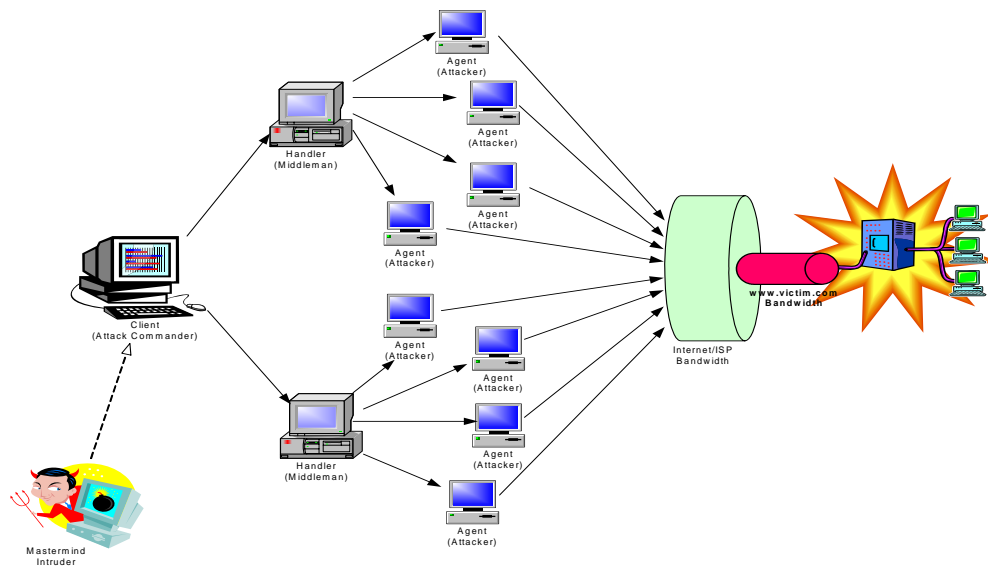 Agent
(Attacker)
Agent
(Attacker)
Handler
(Middleman)
Agent
(Attacker)
Agent
(Attacker)
Client
(Attack Commander)
www.victim.com
Bandwidth
Agent
(Attacker)
Internet/ISP
Bandwidth
Agent
(Attacker)
Agent
(Attacker)
Handler
(Middleman)
Agent
(Attacker)
Mastermind
Intruder